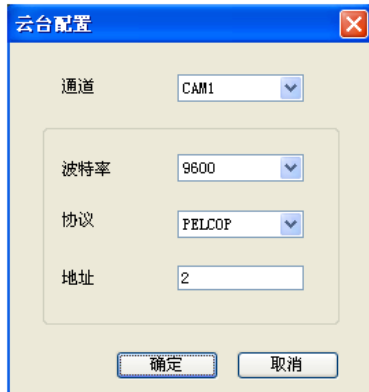 云台配置
通道 CAM1
波特率 9600
协议 PELCOP
地址 2
确定 取消